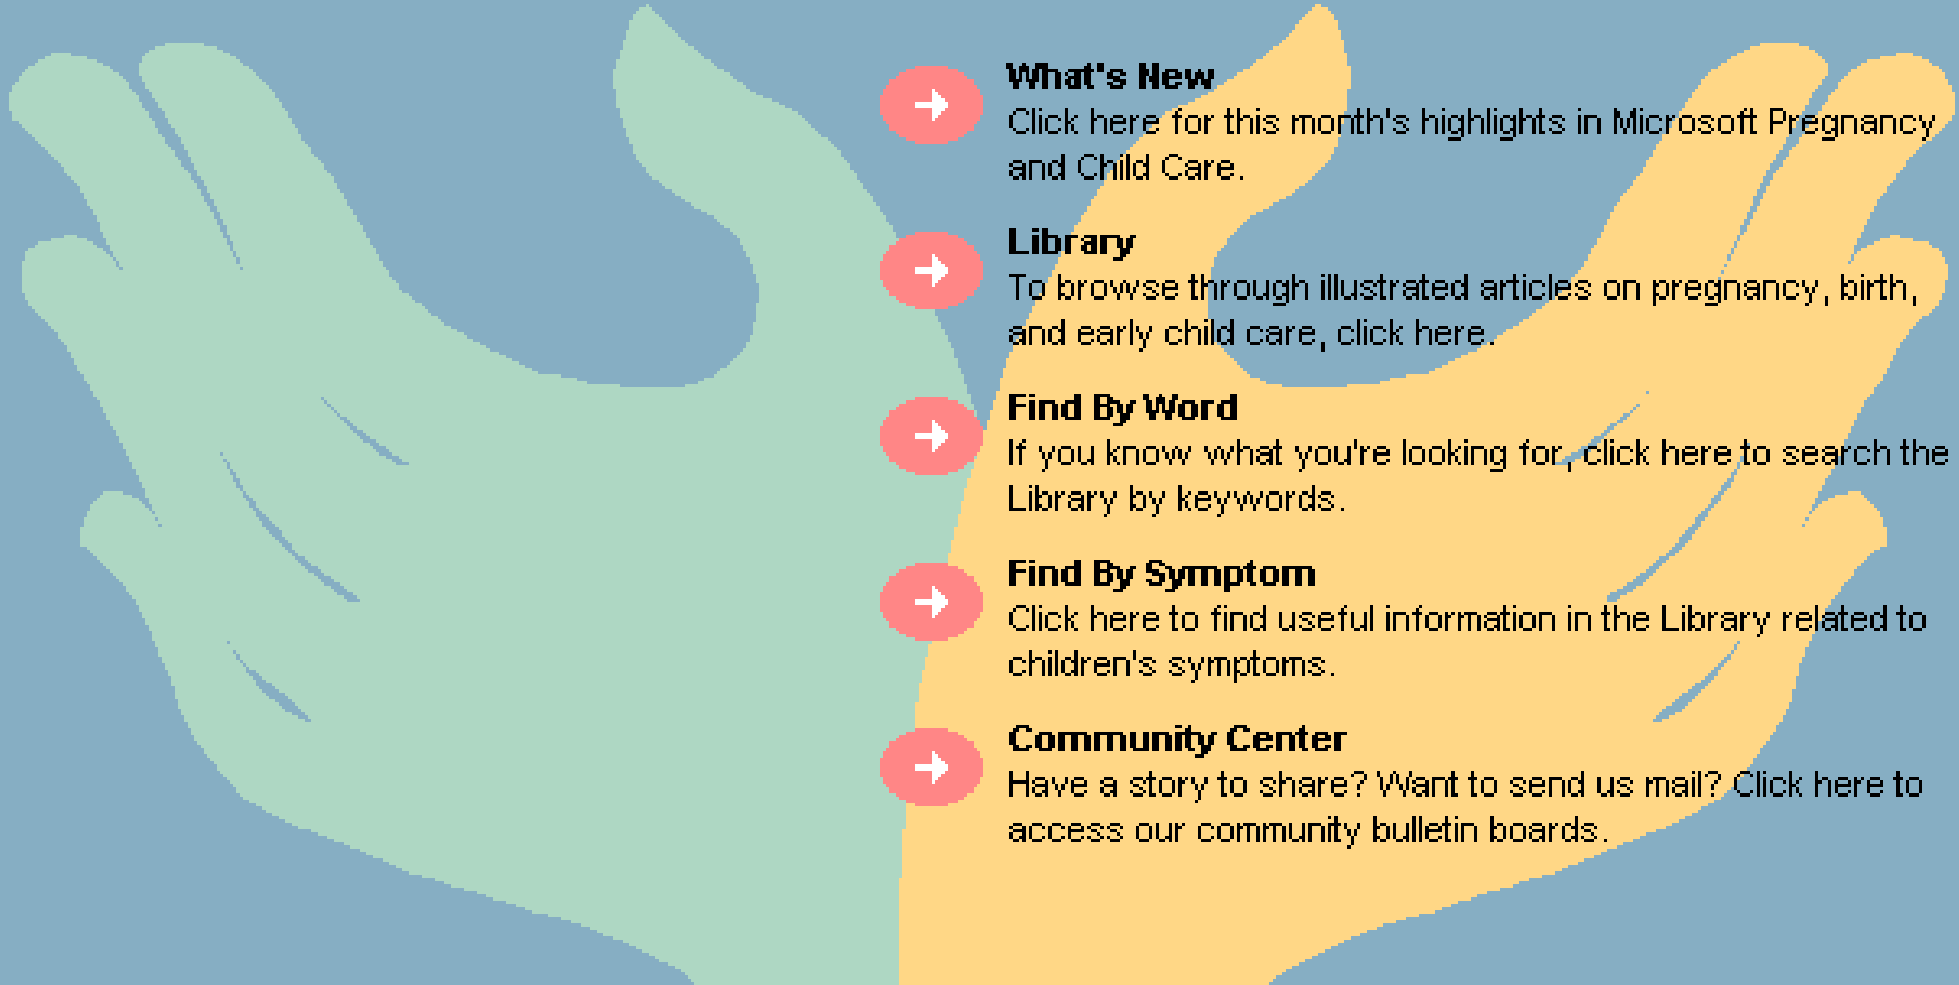 What's New
Click here for this month's highlights in Microsoft Pregnancy
and Child Care.
Library
To browse through illustrated articles on pregnancy, birth,
and early child care, click here.
Find By Word
If you know what you're looking for, click here to search the
Library by keywords.
Find By Symptom
Click here to find useful information in the Library related to
children's symptoms.
Community Center
Have a story to share? Want to send us mail? Click here to
access our community bulletin boards.